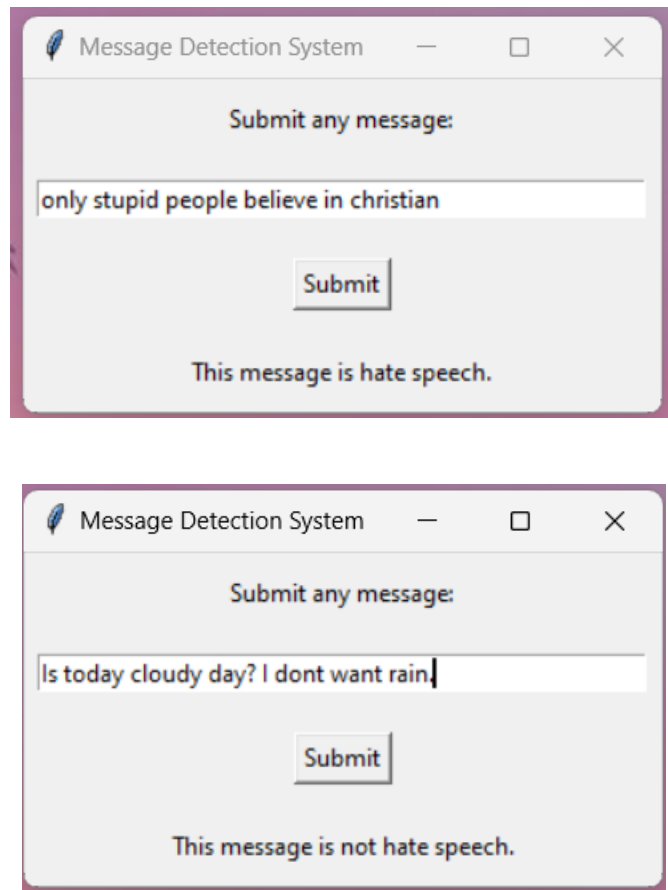 Message Detection System
Submit any message:
only stupid people believe in christian
Submit
This message is hate speech.
Message Detection System
Submit any message:
Is today cloudy day? I dont want rain.
Submit
This message is not hate speech.